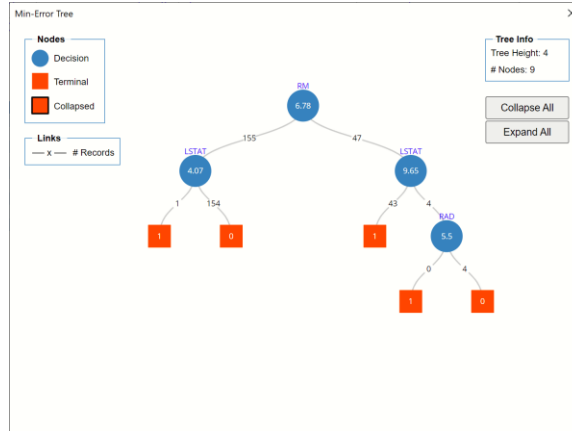 Min-Error Tree
Nodes
Decision
Terminal
Collapsed
Links
x # Records
Tree Info
Tree Height: 4
# Nodes: 9
Collapse All
Expand All
RM
6.78
155
47
LSTAT
4.07
LSTAT
9.65
1
154
43
4
1
0
1
RAD
5.5
0
4
1
0